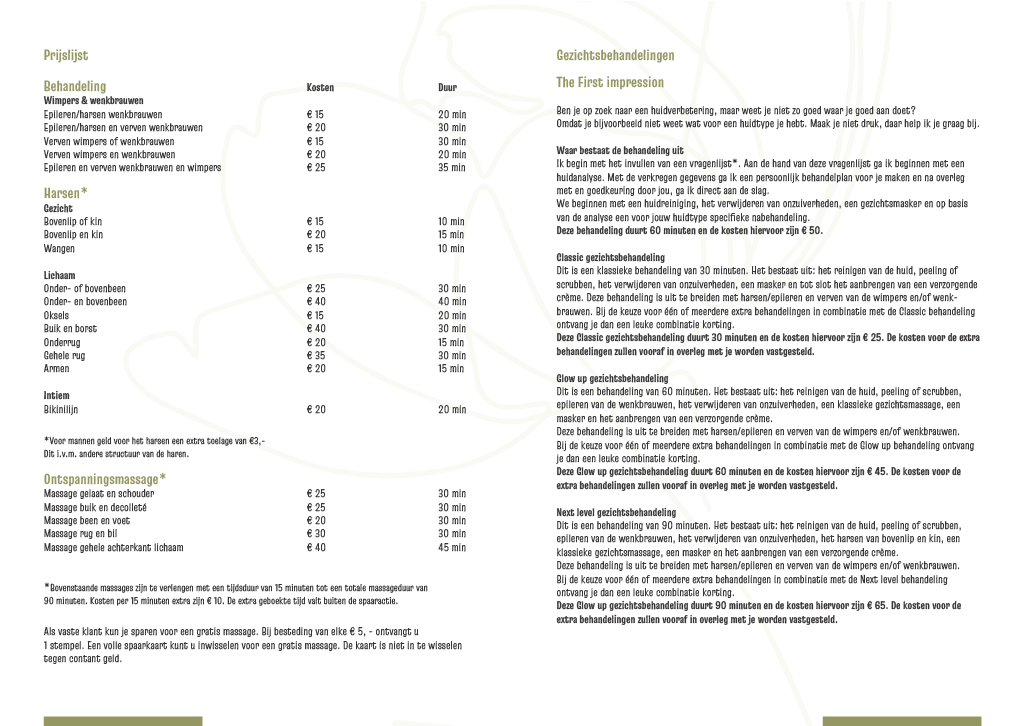 Prijslijst
Behandeling Kosten Duur
Wimpers & wenkbrauwen
Epileren/harsen wenkbrauwen € 15 20 min
Epileren/harsen en verven wenkbrauwen € 20 30 min
Verven wimpers of wenkbrauwen € 15 30 min
Verven wimpers en wenkbrauwen € 20 20 min
Epileren en verven wenkbrauwen en wimpers € 25 35 min
Harsen*
Gezicht
Bovenlip of kin € 15 10 min
Bovenlip en kin € 20 15 min
Wangen € 15 10 min
Lichaam
Onder- of bovenbeen € 25 30 min
Onder- en bovenbeen € 40 40 min
Oksels € 15 20 min
Buik en borst € 40 30 min
Onderrug € 20 15 min
Gehele rug € 35 30 min
Armen € 20 15 min
Intiem
Bikinilijn € 20 20 min
*Voor mannen geld voor het harsen een extra toelage van €3,-
Dit i.v.m. andere structuur van de haren.
Ontspanningsmassage*
Massage gelaat en schouder € 25 30 min
Massage buik en decolleté € 25 30 min
Massage been en voet € 20 30 min
Massage rug en bil € 30 30 min
Massage gehele achterkant lichaam € 40 45 min
*Bovenstaande massages zijn te verlengen met een tijdsduur van 15 minuten tot een totale massageduur van
90 minuten. Kosten per 15 minuten extra zijn € 10. De extra geboekte tijd valt buiten de spaaractie.
Als vaste klant kun je sparen voor een gratis massage. Bij besteding van elke € 5, - ontvangt u
1 stempel. Een volle spaarkaart kunt u inwisselen voor een gratis massage. De kaart is niet in te wisselen
tegen contant geld.
Gezichtsbehandelingen
The First impression
Ben je op zoek naar een huidverbetering, maar weet je niet zo goed waar je goed aan doet?
Omdat je bijvoorbeeld niet weet wat voor een huidtype je hebt. Maak je niet druk, daar help ik je graag bij.
Waar bestaat de behandeling uit
Ik begin met het invullen van een vragenlijst*. Aan de hand van deze vragenlijst ga ik beginnen met een
huidanalyse. Met de verkregen gegevens ga ik een persoonlijk behandelplan voor je maken en na overleg
met en goedkeuring door jou, ga ik direct aan de slag.
We beginnen met een huidreiniging, het verwijderen van onzuiverheden, een gezichtsmasker en op basis
van de analyse een voor jouw huidtype specifieke nabehandeling.
Deze behandeling duurt 60 minuten en de kosten hiervoor zijn € 50.
Classic gezichtsbehandeling
Dit is een klassieke behandeling van 30 minuten. Het bestaat uit: het reinigen van de huid, peeling of
scrubben, het verwijderen van onzuiverheden, een masker en tot slot het aanbrengen van een verzorgende
crème. Deze behandeling is uit te breiden met harsen/epileren en verven van de wimpers en/of wenk-
brauwen. Bij de keuze voor één of meerdere extra behandelingen in combinatie met de Classic behandeling
ontvang je dan een leuke combinatie korting.
Deze Classic gezichtsbehandeling duurt 30 minuten en de kosten hiervoor zijn € 25. De kosten voor de extra
behandelingen zullen vooraf in overleg met je worden vastgesteld.
Glow up gezichtsbehandeling
Dit is een behandeling van 60 minuten. Het bestaat uit: het reinigen van de huid, peeling of scrubben,
epileren van de wenkbrauwen, het verwijderen van onzuiverheden, een klassieke gezichtsmassage, een
masker en het aanbrengen van een verzorgende crème.
Deze behandeling is uit te breiden met harsen/epileren en verven van de wimpers en/of wenkbrauwen.
Bij de keuze voor één of meerdere extra behandelingen in combinatie met de Glow up behandeling ontvang
je dan een leuke combinatie korting.
Deze Glow up gezichtsbehandeling duurt 60 minuten en de kosten hiervoor zijn € 45. De kosten voor de
extra behandelingen zullen vooraf in overleg met je worden vastgesteld.
Next level gezichtsbehandeling
Dit is een behandeling van 90 minuten. Het bestaat uit: het reinigen van de huid, peeling of scrubben,
epileren van de wenkbrauwen, het verwijderen van onzuiverheden, het harsen van bovenlip en kin, een
klassieke gezichtsmassage, een masker en het aanbrengen van een verzorgende crème.
Deze behandeling is uit te breiden met harsen/epileren en verven van de wimpers en/of wenkbrauwen.
Bij de keuze voor één of meerdere extra behandelingen in combinatie met de Next level behandeling
ontvang je dan een leuke combinatie korting.
Deze Glow up gezichtsbehandeling duurt 90 minuten en de kosten hiervoor zijn € 65. De kosten voor de
extra behandelingen zullen vooraf in overleg met je worden vastgesteld.